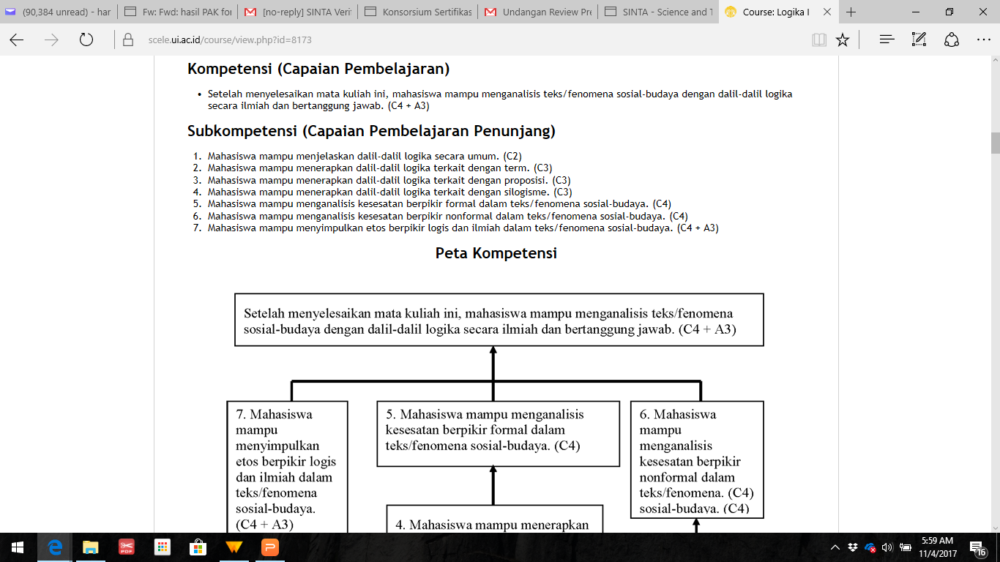 (90,384 unread) - har
Fw: Fwd: hasil PAK for
[no-reply] SINTA Verif
Konsorsium Sertifikas
Undangan Review Pre
SINTA - Science and T
Course: Logika I
scele.ui.ac.id/course/view.php?id=8173
Kompetensi (Capaian Pembelajaran)
• Setelah menyelesaikan mata kuliah ini, mahasiswa mampu menganalisis teks/fenomena sosial-budaya dengan dalil-dalil logika
secara ilmiah dan bertanggung jawab. (C4 + A3)
Subkompetensi (Capaian Pembelajaran Penunjang)
1. Mahasiswa mampu menjelaskan dalil-dalil logika secara umum. (C2)
2. Mahasiswa mampu menerapkan dalil-dalil logika terkait dengan term. (C3)
3. Mahasiswa mampu menerapkan dalil-dalil logika terkait dengan proposisi. (C3)
4. Mahasiswa mampu menerapkan dalil-dalil logika terkait dengan silogisme. (C3)
5. Mahasiswa mampu menganalisis kesesatan berpikir formal dalam teks/fenomena sosial-budaya. (C4)
6. Mahasiswa mampu menganalisis kesesatan berpikir nonformal dalam teks/fenomena sosial-budaya. (C4)
7. Mahasiswa mampu menyimpulkan etos berpikir logis dan ilmiah dalam teks/fenomena sosial-budaya. (C4 + A3)
Peta Kompetensi
Setelah menyelesaikan mata kuliah ini, mahasiswa mampu menganalisis teks/fenomena
sosial-budaya dengan dalil-dalil logika secara ilmiah dan bertanggung jawab. (C4 + A3)
7. Mahasiswa
mampu
menyimpulkan
etos berpikir logis
dan ilmiah dalam
teks/fenomena
sosial-budaya.
(C4 + A3)
5. Mahasiswa mampu menganalisis
kesesatan berpikir formal dalam
teks/fenomena sosial-budaya. (C4)
6. Mahasiswa
mampu
menganalisis
kesesatan berpikir
nonformal dalam
teks/fenomena. (C4)
sosial-budaya. (C4)
4. Mahasiswa mampu menerapkan
PDF
5:59 AM
11/4/2017
16